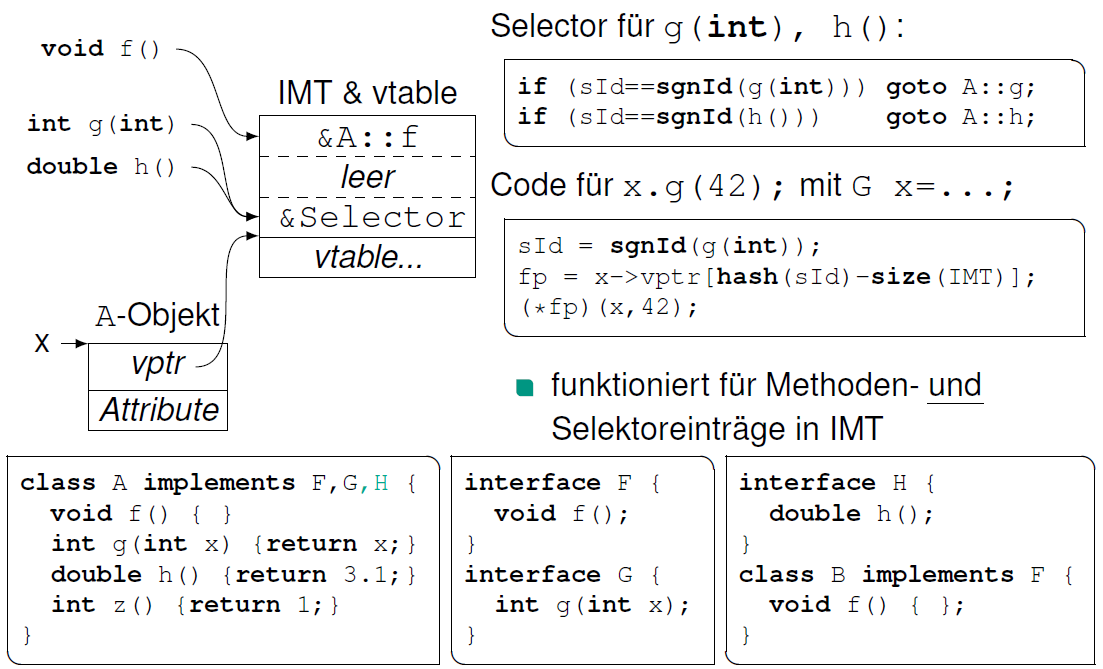 void f()
int g(int)
double h()
IMT & vtable
&A::f
leer
&Selector
vtable...
A-Objekt
x
vptr
Attribute
Selector für g(int), h():
if (sId==sgnId(g(int))) goto A::g;
if (sId==sgnId(h())) goto A::h;
Code für x.g(42); mit G x=...;
sId = sgnId(g(int));
fp = x->vptr[hash(sId)-size(IMT)];
(*fp)(x,42);
funktioniert für Methoden- und
Selektoreinträge in IMT
class A implements F,G,H {
void f() { }
int g(int x) {return x;}
double h() {return 3.1;}
int z() {return 1;}
}
interface F {
void f();
}
interface G {
int g(int x);
}
interface H {
double h();
}
class B implements F {
void f() { };
}